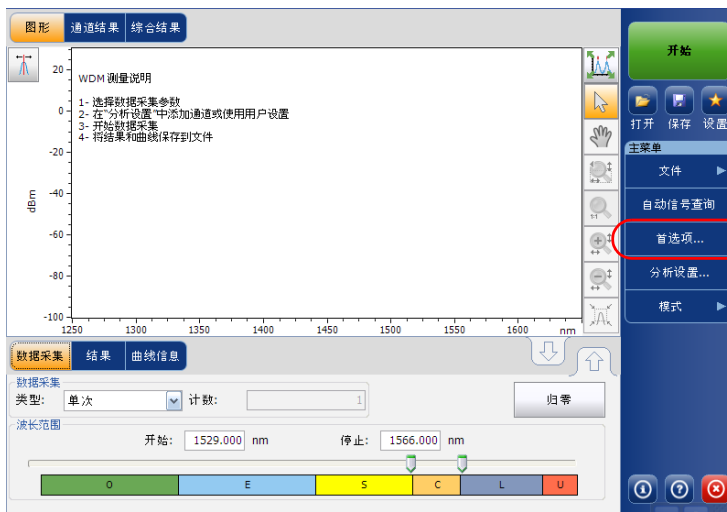 图形 通道结果 综合结果
WDM 测量说明
1- 选择数据采集参数
2- 在“分析设置”中添加通道或使用用户设置
3- 开始数据采集
4- 将结果和曲线保存到文件
20
0
-20
-40
-60
-80
-100
dBm
1250 1300 1350 1400 1450 1500 1550 1600 nm
1:1
数据采集 结果 曲线信息
数据采集
类型: 单次 计数: 1 归零
波长范围
开始: 1529.000 nm 停止: 1566.000 nm
O E S C L U
开始
打开 保存 设置
主菜单
文件
自动信号查询
首选项...
分析设置...
模式